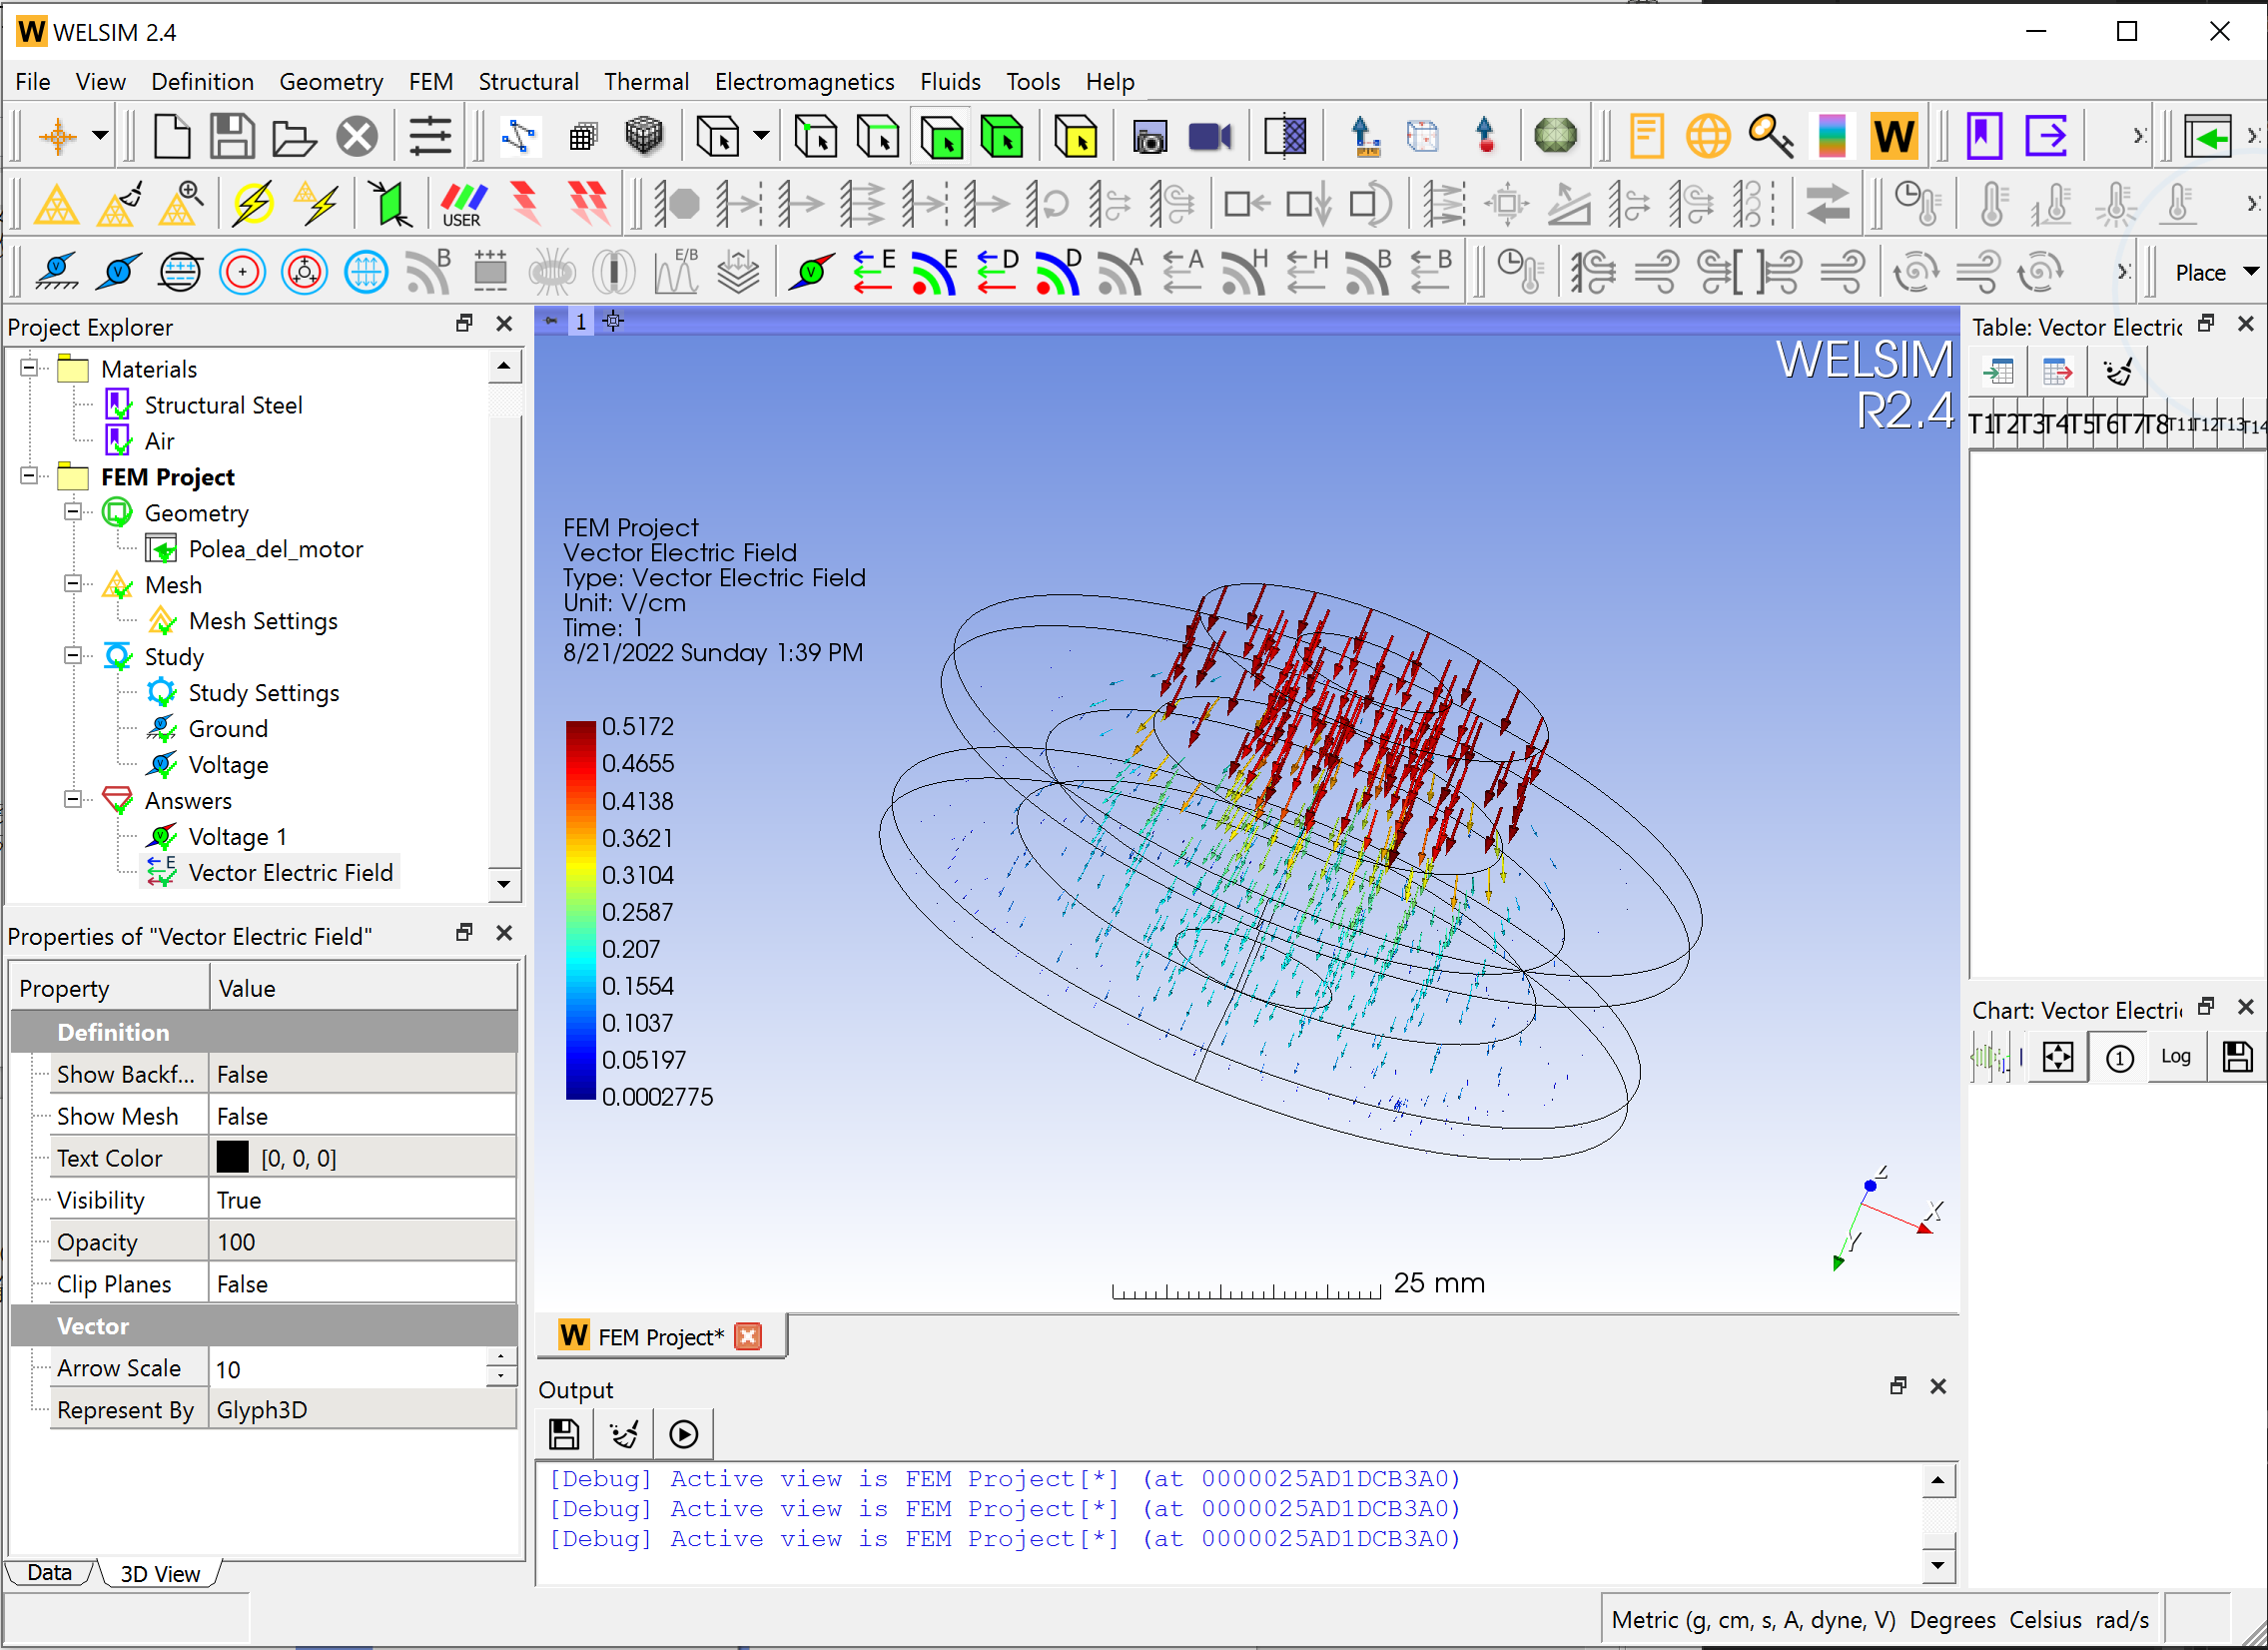 WELSIM 2.4
File View Definition Geometry FEM Structural Thermal Electromagnetics Fluids Tools Help
W
USER
B E/B E E D D A A H H B B
Place
Project Explorer
Materials
Structural Steel
Air
FEM Project
Geometry
Polea_del_motor
Mesh
Mesh Settings
Study
Study Settings
Ground
Voltage
Answers
Voltage 1
Vector Electric Field
Properties of "Vector Electric Field"
Property Value
Definition
Show Backf... False
Show Mesh False
Text Color [0, 0, 0]
Visibility True
Opacity 100
Clip Planes False
Vector
Arrow Scale 10
Represent By Glyph3D
Data 3D View
1
WELSIM
R2.4
FEM Project
Vector Electric Field
Type: Vector Electric Field
Unit: V/cm
Time: 1
8/21/2022 Sunday 1:39 PM
0.5172
0.4655
0.4138
0.3621
0.3104
0.2587
0.207
0.1554
0.1037
0.05197
0.0002775
Z
X
Y
25 mm
FEM Project*
Output
[Debug] Active view is FEM Project[*] (at 0000025AD1DCB3A0)
[Debug] Active view is FEM Project[*] (at 0000025AD1DCB3A0)
[Debug] Active view is FEM Project[*] (at 0000025AD1DCB3A0)
Table: Vector Electric
T1 T2 T3 T4 T5 T6 T7 T8 T11 T12 T13 T14
Chart: Vector Electri
1 Log
Metric (g, cm, s, A, dyne, V) Degrees Celsius rad/s